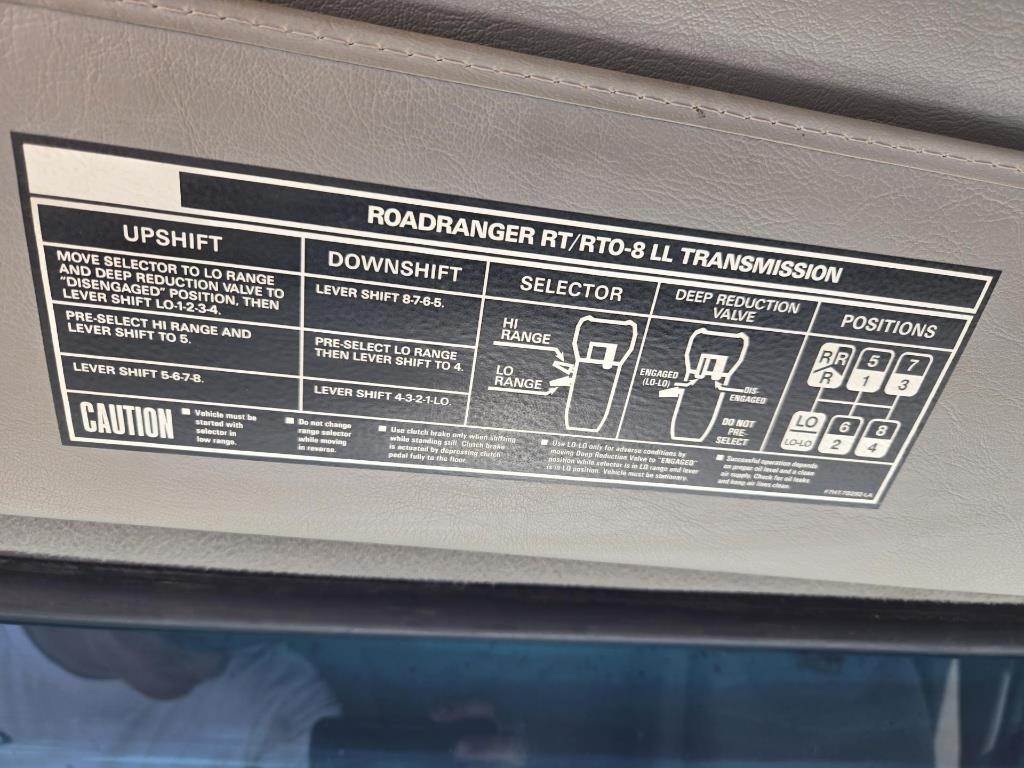 ROADRANGER RT/RTO-8 LL TRANSMISSION
UPSHIFT
MOVE SELECTOR TO LO RANGE
AND DEEP REDUCTION VALVE TO
"DISENGAGED" POSITION. THEN
LEVER SHIFT LO-1-2-3-4.
PRE-SELECT HI RANGE AND
LEVER SHIFT TO 5.
LEVER SHIFT 5-6-7-8.
DOWNSHIFT
LEVER SHIFT 8-7-6-5.
PRE-SELECT LO RANGE
THEN LEVER SHIFT TO 4.
LEVER SHIFT 4-3-2-1-LO.
SELECTOR
HI
RANGE
LO
RANGE
DEEP REDUCTION
VALVE
ENGAGED
(LO-LO)
DIS-
ENGAGED
DO NOT
PRE-
SELECT
POSITIONS
R R 5 7
R 1 3
LO 6 8
LO-LO 2 4
CAUTION
Vehicle must be
started with
selector in
low range.
Do not change
range selector
while moving
in reverse.
Use clutch brake only when shifting
while standing still. Clutch brake
is actuated by depressing clutch
pedal fully to the floor.
Use LO-LO only for adverse conditions by
moving Deep Reduction Valve to "ENGAGED"
position while selector is in LO range and lever
is in LO position. Vehicle must be stationary.
Successful operation depends
on proper oil level and a clean
air supply. Check for oil leaks
and keep air lines clean.